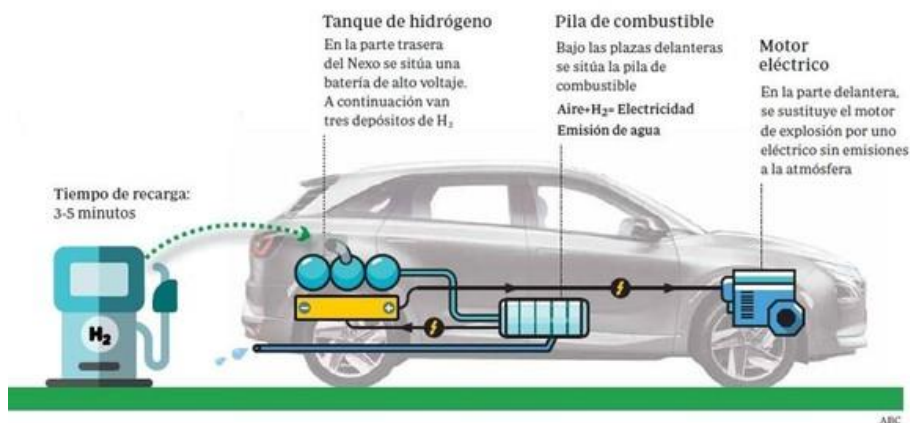 Tanque de hidrógeno
En la parte trasera
del Nexo se sitúa una
batería de alto voltaje.
A continuación van
tres depósitos de H₂
Pila de combustible
Bajo las plazas delanteras
se sitúa la pila de
combustible
Aire+H₂= Electricidad
Emisión de agua
Motor
eléctrico
En la parte delantera,
se sustituye el motor
de explosión por uno
eléctrico sin emisiones
a la atmósfera
Tiempo de recarga:
3-5 minutos
H₂
ABC